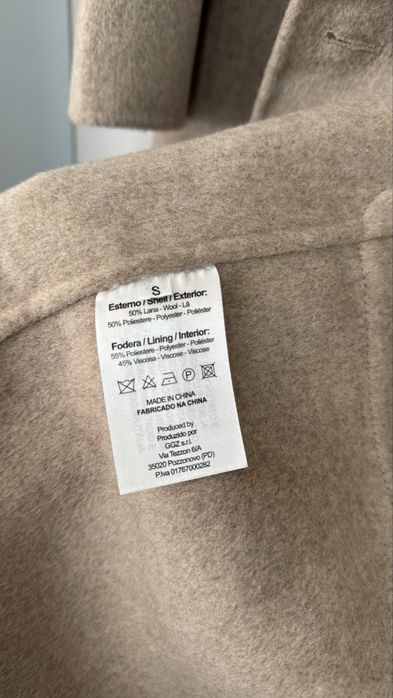 S
Esterno / Shell / Exterior:
50% Lana - Wool - Lã
50% Poliestere - Polyester - Poliéster
Fodera / Lining / Interior:
55% Poliestere - Polyester - Poliéster
45% Viscosa - Viscose - Viscose
P
MADE IN CHINA
FABRICADO NA CHINA
Produced by
Produzido por
GGZ s.r.l.
Via Tezzon 6/A
35020 Pozzonovo (PD)
P.Iva 01767000282